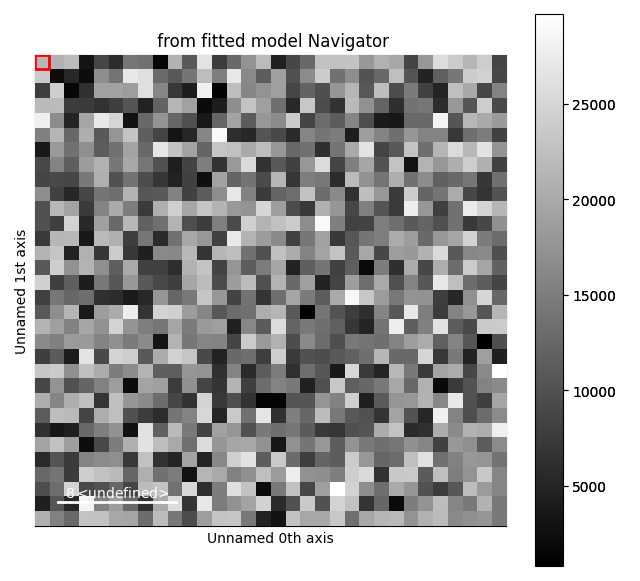 from fitted model Navigator
25000
20000
15000
10000
5000
Unnamed 1st axis
8 <undefined>
Unnamed 0th axis